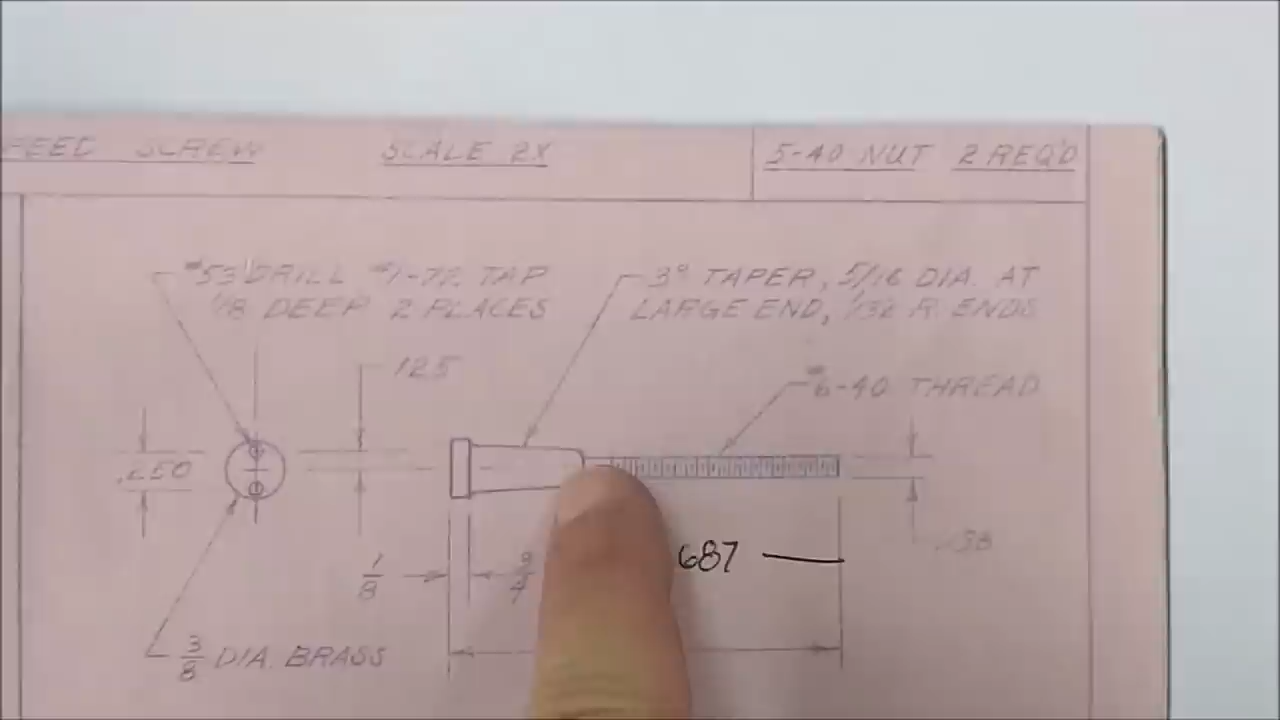 FEED SCREW SCALE 2X 5-40 NUT 2 REQ'D
#53 DRILL #1-72 TAP
1/8 DEEP 2 PLACES
3° TAPER, 5/16 DIA. AT
LARGE END, 1/32 R. ENDS
.125
#6-40 THREAD
.250
687
1/8
3/4
3/8 DIA. BRASS